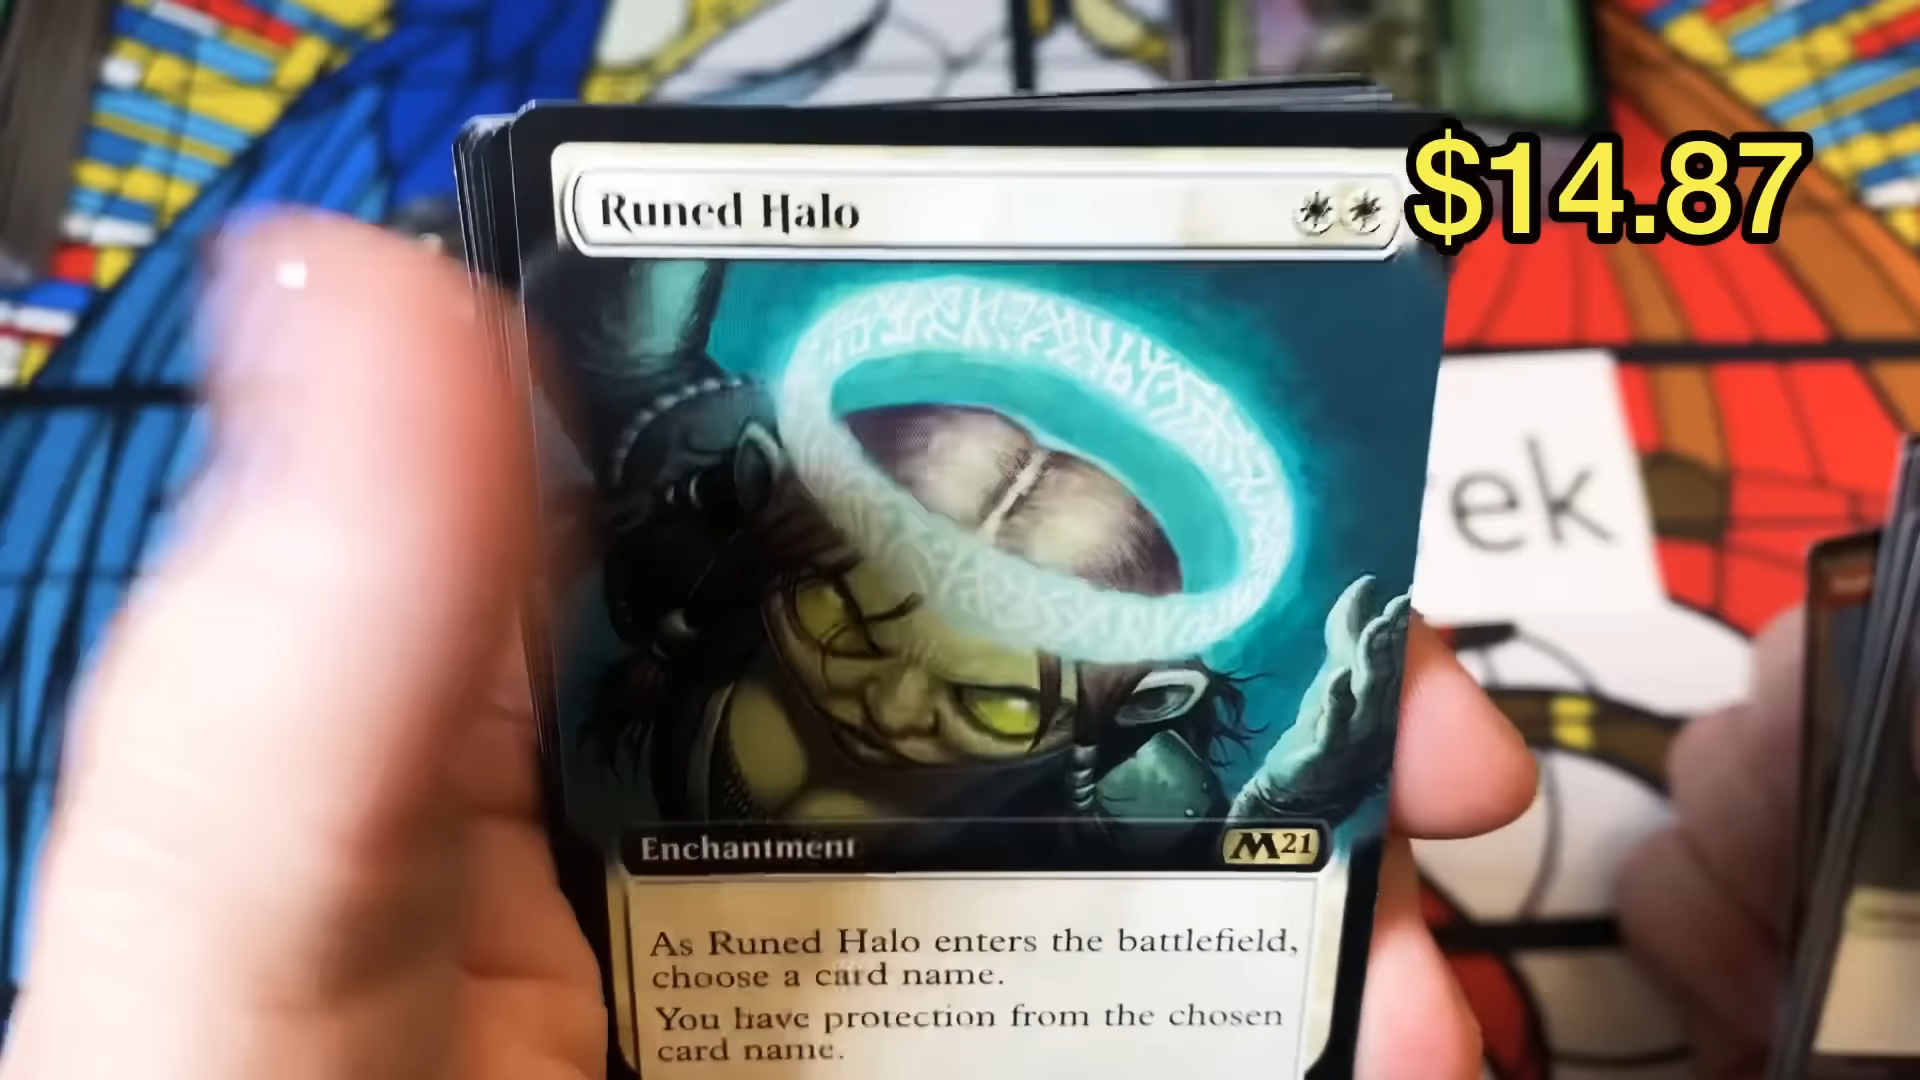 Runed Halo
$14.87
ek
Enchantment
M21
As Runed Halo enters the battlefield,
choose a card name.
You have protection from the chosen
card name.